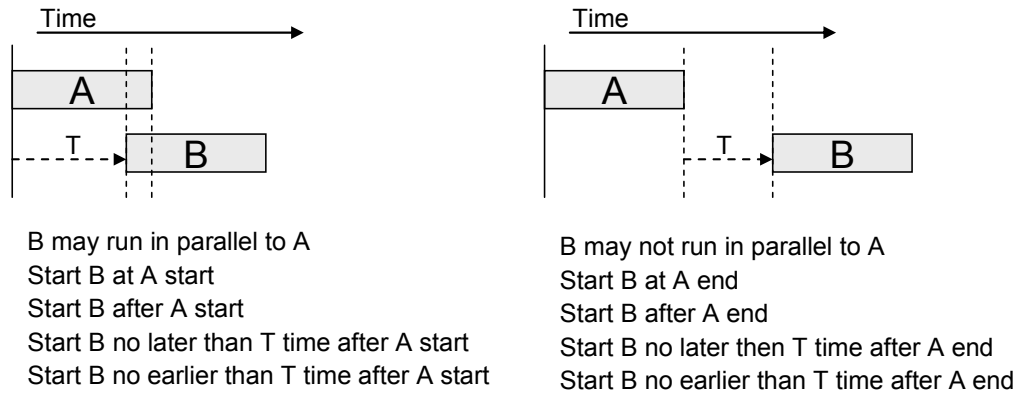 Time
A
T
B
B may run in parallel to A
Start B at A start
Start B after A start
Start B no later than T time after A start
Start B no earlier than T time after A start
Time
A
T
B
B may not run in parallel to A
Start B at A end
Start B after A end
Start B no later then T time after A end
Start B no earlier than T time after A end